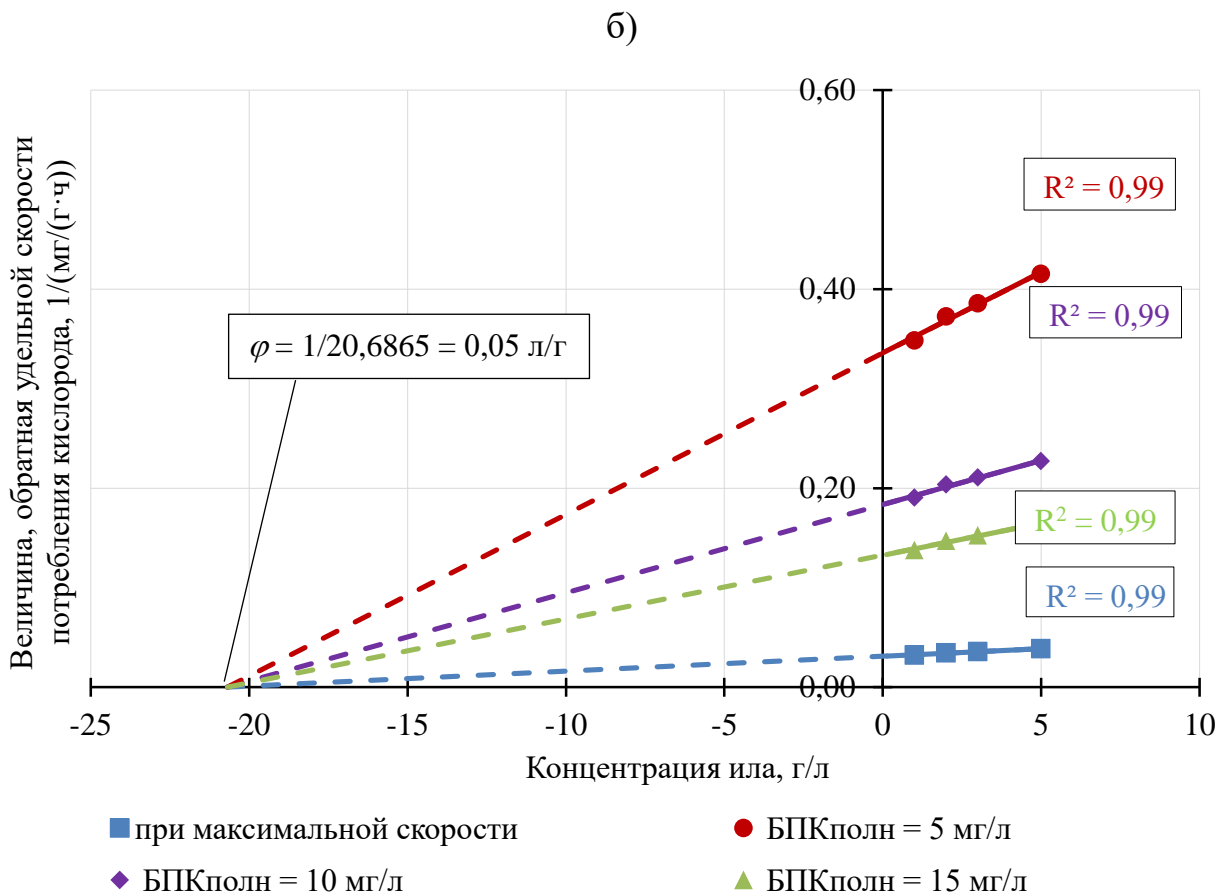 б)
Величина, обратная удельной скорости
потребления кислорода, 1/(мг/(г·ч))
0,60
0,40
0,20
0,00
R² = 0,99
R² = 0,99
R² = 0,99
R² = 0,99
φ = 1/20,6865 = 0,05 л/г
-25 -20 -15 -10 -5 0 5 10
Концентрация ила, г/л
при максимальной скорости
БПКполн = 5 мг/л
БПКполн = 10 мг/л
БПКполн = 15 мг/л